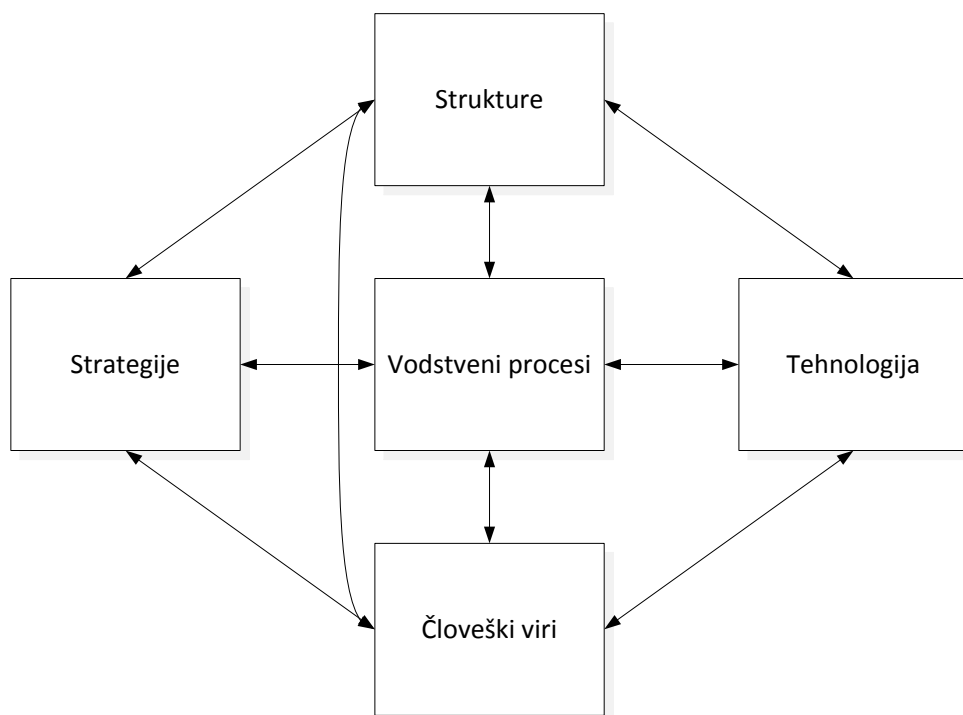 Strukture
Strategije
Vodstveni procesi
Tehnologija
Človeški viri